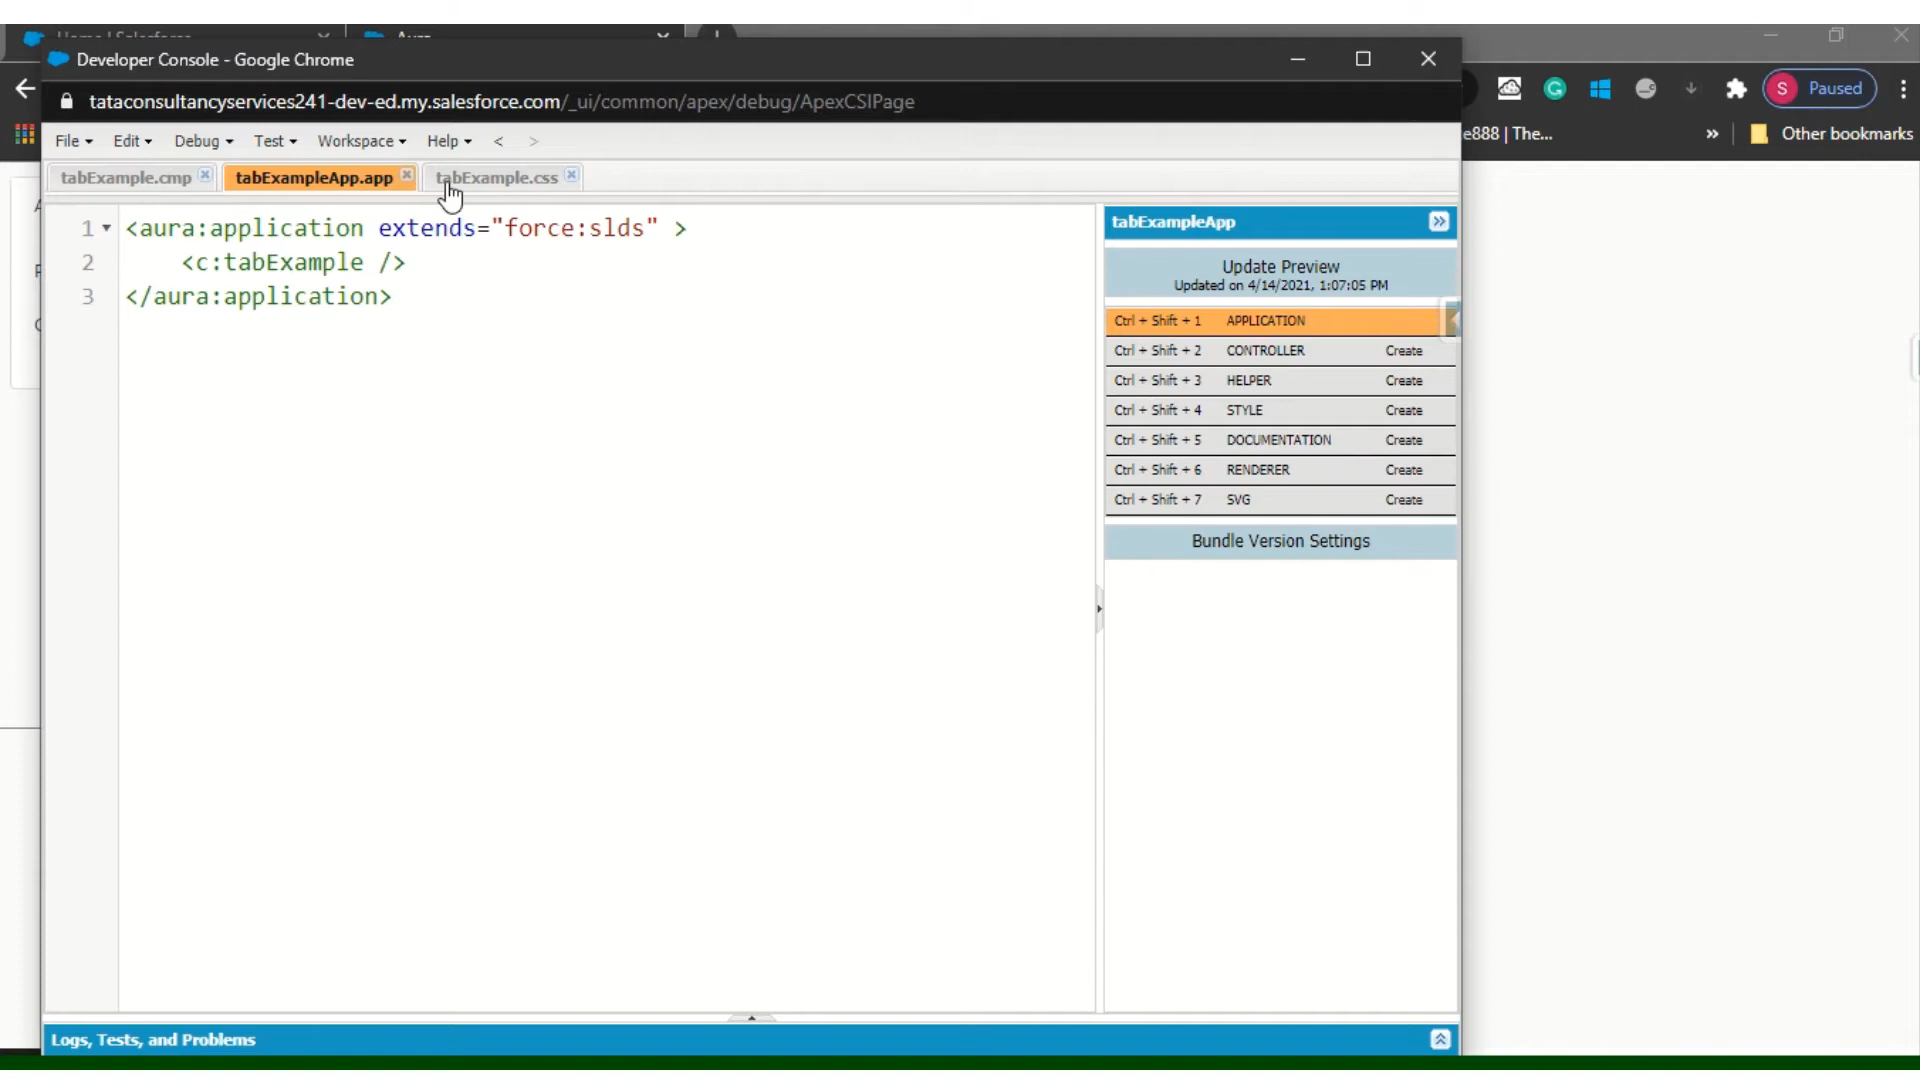 Developer Console - Google Chrome
tataconsultancyservices241-dev-ed.my.salesforce.com/_ui/common/apex/debug/ApexCSIPage
S Paused
File Edit Debug Test Workspace Help < >
e888 | The... » Other bookmarks
tabExample.cmp tabExampleApp.app tabExample.css
1 <aura:application extends="force:slds" >
2 <c:tabExample />
3 </aura:application>
tabExampleApp
Update Preview
Updated on 4/14/2021, 1:07:05 PM
Ctrl + Shift + 1 APPLICATION
Ctrl + Shift + 2 CONTROLLER Create
Ctrl + Shift + 3 HELPER Create
Ctrl + Shift + 4 STYLE Create
Ctrl + Shift + 5 DOCUMENTATION Create
Ctrl + Shift + 6 RENDERER Create
Ctrl + Shift + 7 SVG Create
Bundle Version Settings
Logs, Tests, and Problems